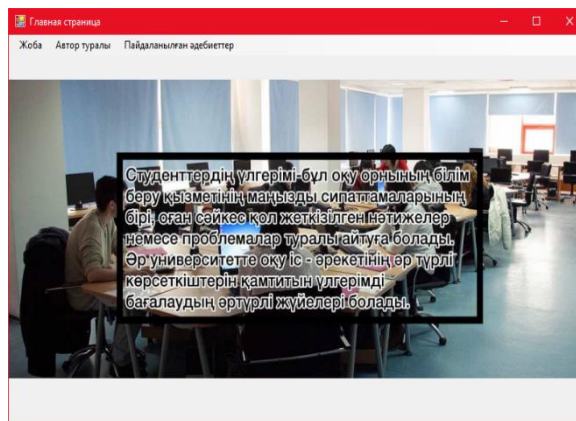 Главная страница
Жоба Автор туралы Пайдаланылған әдебиеттер
Студенттердің үлгерімі-бұл оқу орнының білім
беру қызметінің маңызды сипаттамаларының
бірі, оған сәйкес қол жеткізілген нәтижелер
немесе проблемалар туралы айтуға болады.
Әр университетте оқу іс - әрекетінің әр түрлі
көрсеткіштерін қамтитын үлгерімді
бағалаудың әртүрлі жүйелері болады.